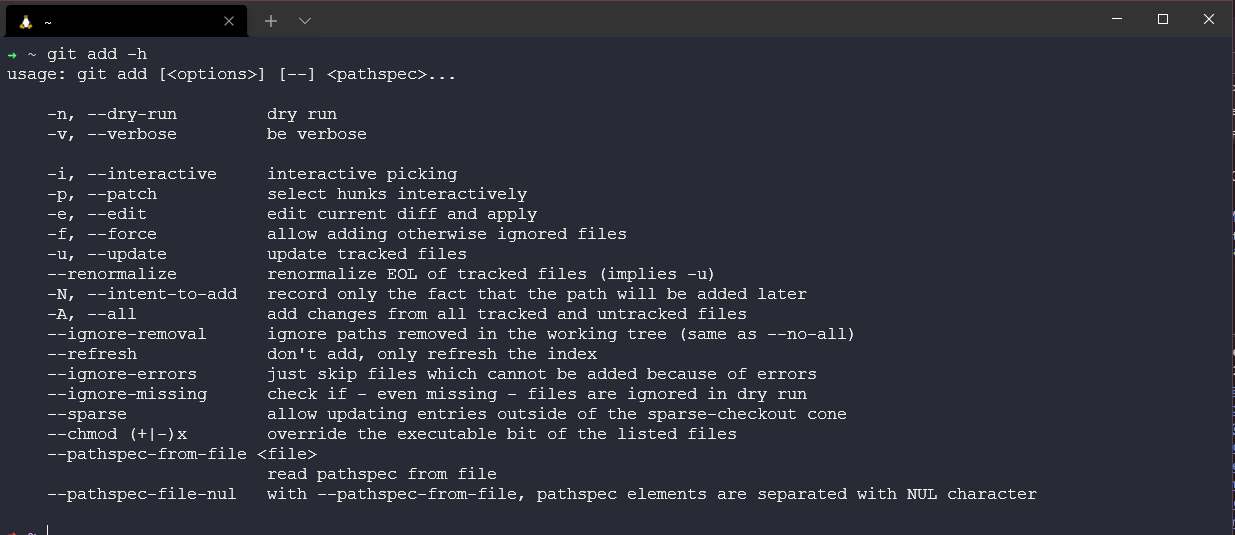 ~
→ ~ git add -h
usage: git add [<options>] [--] <pathspec>...
-n, --dry-run         dry run
-v, --verbose         be verbose
-i, --interactive     interactive picking
-p, --patch           select hunks interactively
-e, --edit            edit current diff and apply
-f, --force           allow adding otherwise ignored files
-u, --update          update tracked files
--renormalize         renormalize EOL of tracked files (implies -u)
-N, --intent-to-add   record only the fact that the path will be added later
-A, --all             add changes from all tracked and untracked files
--ignore-removal      ignore paths removed in the working tree (same as --no-all)
--refresh             don't add, only refresh the index
--ignore-errors       just skip files which cannot be added because of errors
--ignore-missing      check if - even missing - files are ignored in dry run
--sparse              allow updating entries outside of the sparse-checkout cone
--chmod (+|-)x        override the executable bit of the listed files
--pathspec-from-file <file>
read pathspec from file
--pathspec-file-nul   with --pathspec-from-file, pathspec elements are separated with NUL character
→ ~